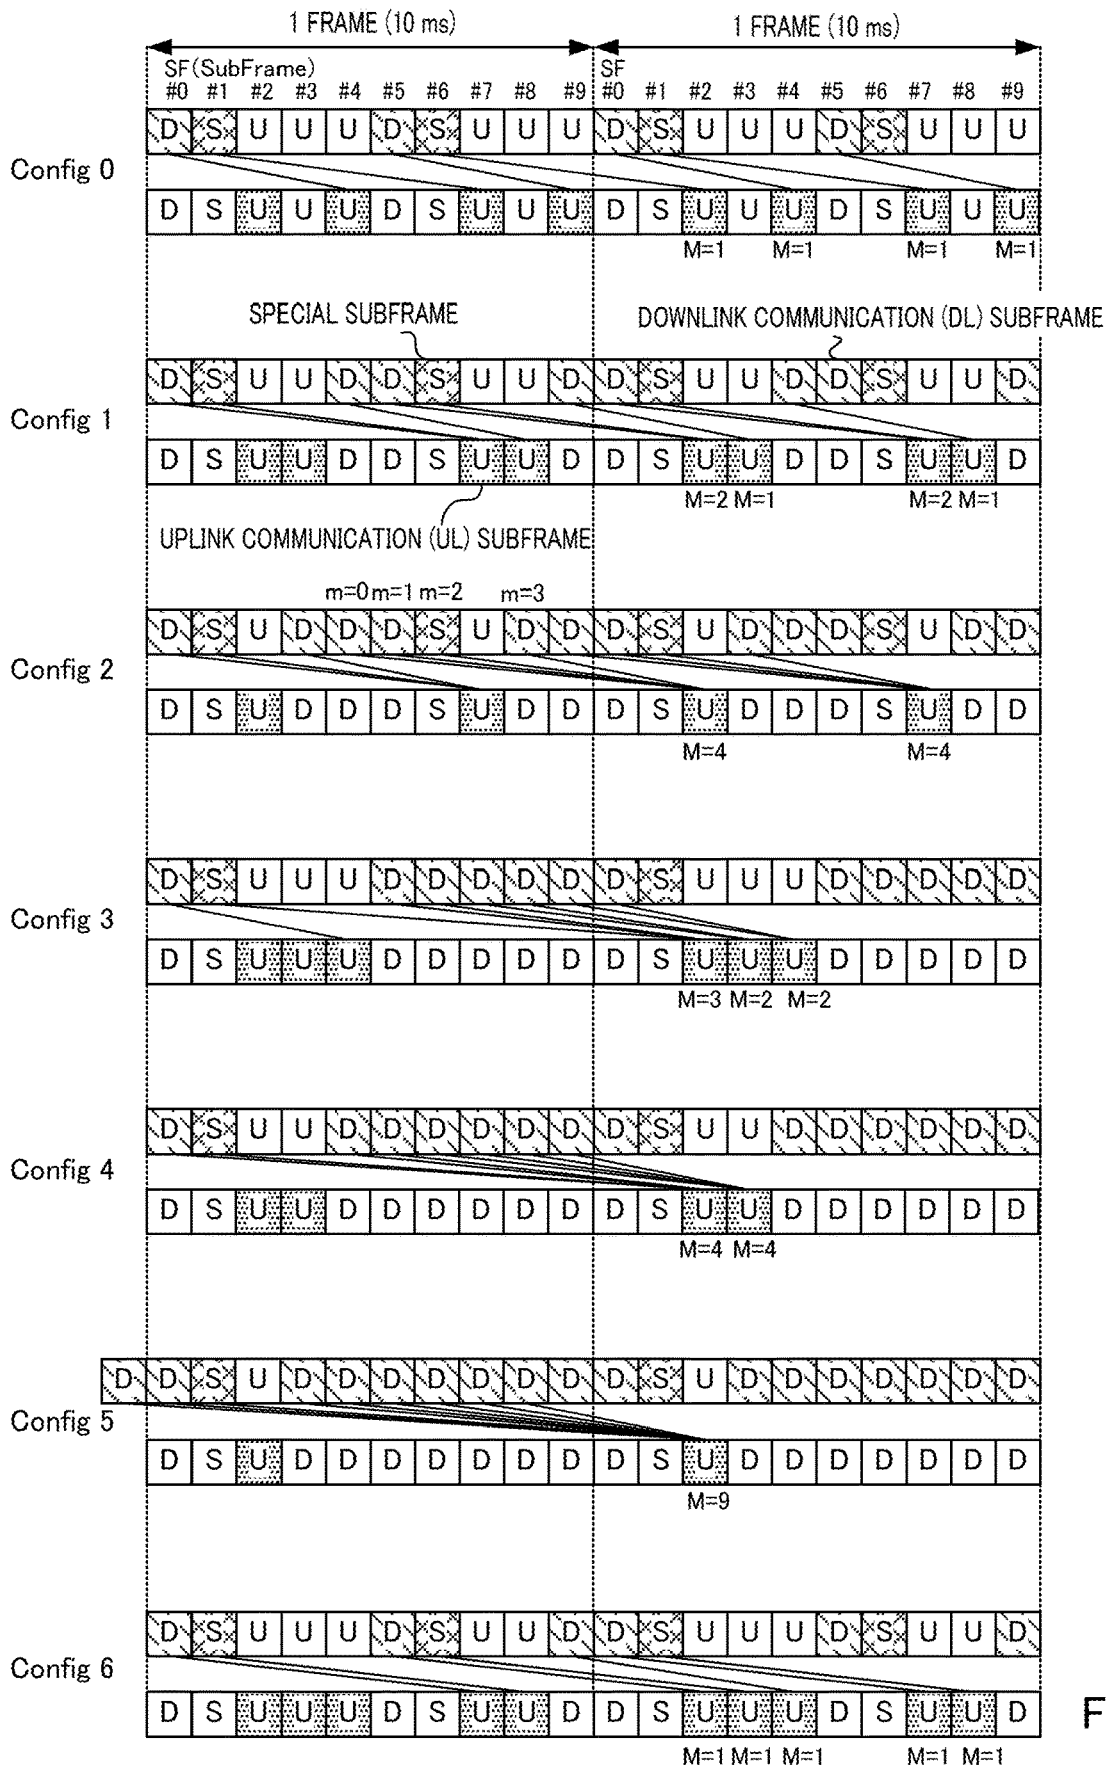 1 FRAME (10 ms) 1 FRAME (10 ms)
SF(SubFrame) SF
#0 #1 #2 #3 #4 #5 #6 #7 #8 #9 #0 #1 #2 #3 #4 #5 #6 #7 #8 #9
D S U U U D S U U U D S U U U D S U U U
Config 0
D S U U U D S U U U D S U U U D S U U U
M=1 M=1 M=1 M=1
SPECIAL SUBFRAME DOWNLINK COMMUNICATION (DL) SUBFRAME
D S U U D D S U U D D S U U D D S U U D
Config 1
D S U U D D S U U D D S U U D D S U U D
M=2 M=1 M=2 M=1
UPLINK COMMUNICATION (UL) SUBFRAME
m=0 m=1 m=2 m=3
D S U D D D S U D D D S U D D D S U D D
Config 2
D S U D D D S U D D D S U D D D S U D D
M=4 M=4
D S U U U D D D D D D S U U U D D D D D
Config 3
D S U U U D D D D D D S U U U D D D D D
M=3 M=2 M=2
D S U U D D D D D D D S U U D D D D D D
Config 4
D S U U D D D D D D D S U U D D D D D D
M=4 M=4
D D S U D D D D D D D D S U D D D D D D D
Config 5
D S U D D D D D D D D S U D D D D D D D
M=9
D S U U U D S U U D D S U U U D S U U D
Config 6
D S U U U D S U U D D S U U U D S U U D
F
M=1 M=1 M=1 M=1 M=1